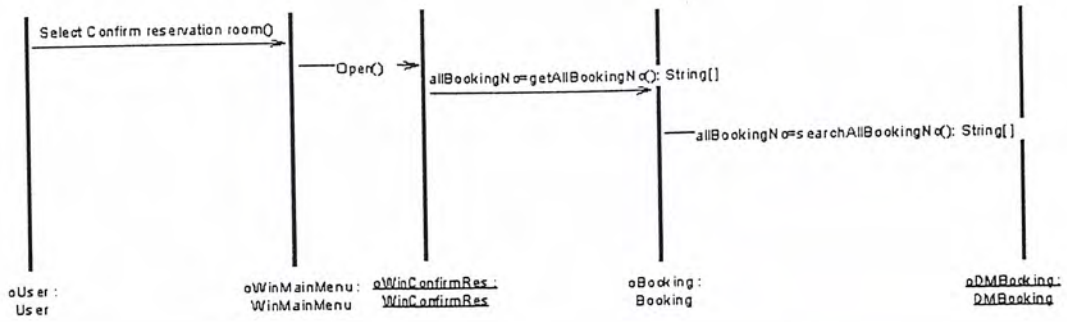 Select Confirm reservation room()
Open()
allBookingNo=getAllBookingNo(): String[]
allBookingNo=searchAllBookingNo(): String[]
oUser :
User
oWinMainMenu :
WinMainMenu
oWinConfirmRes :
WinConfirmRes
oBooking :
Booking
oDMBooking:
DMBooking